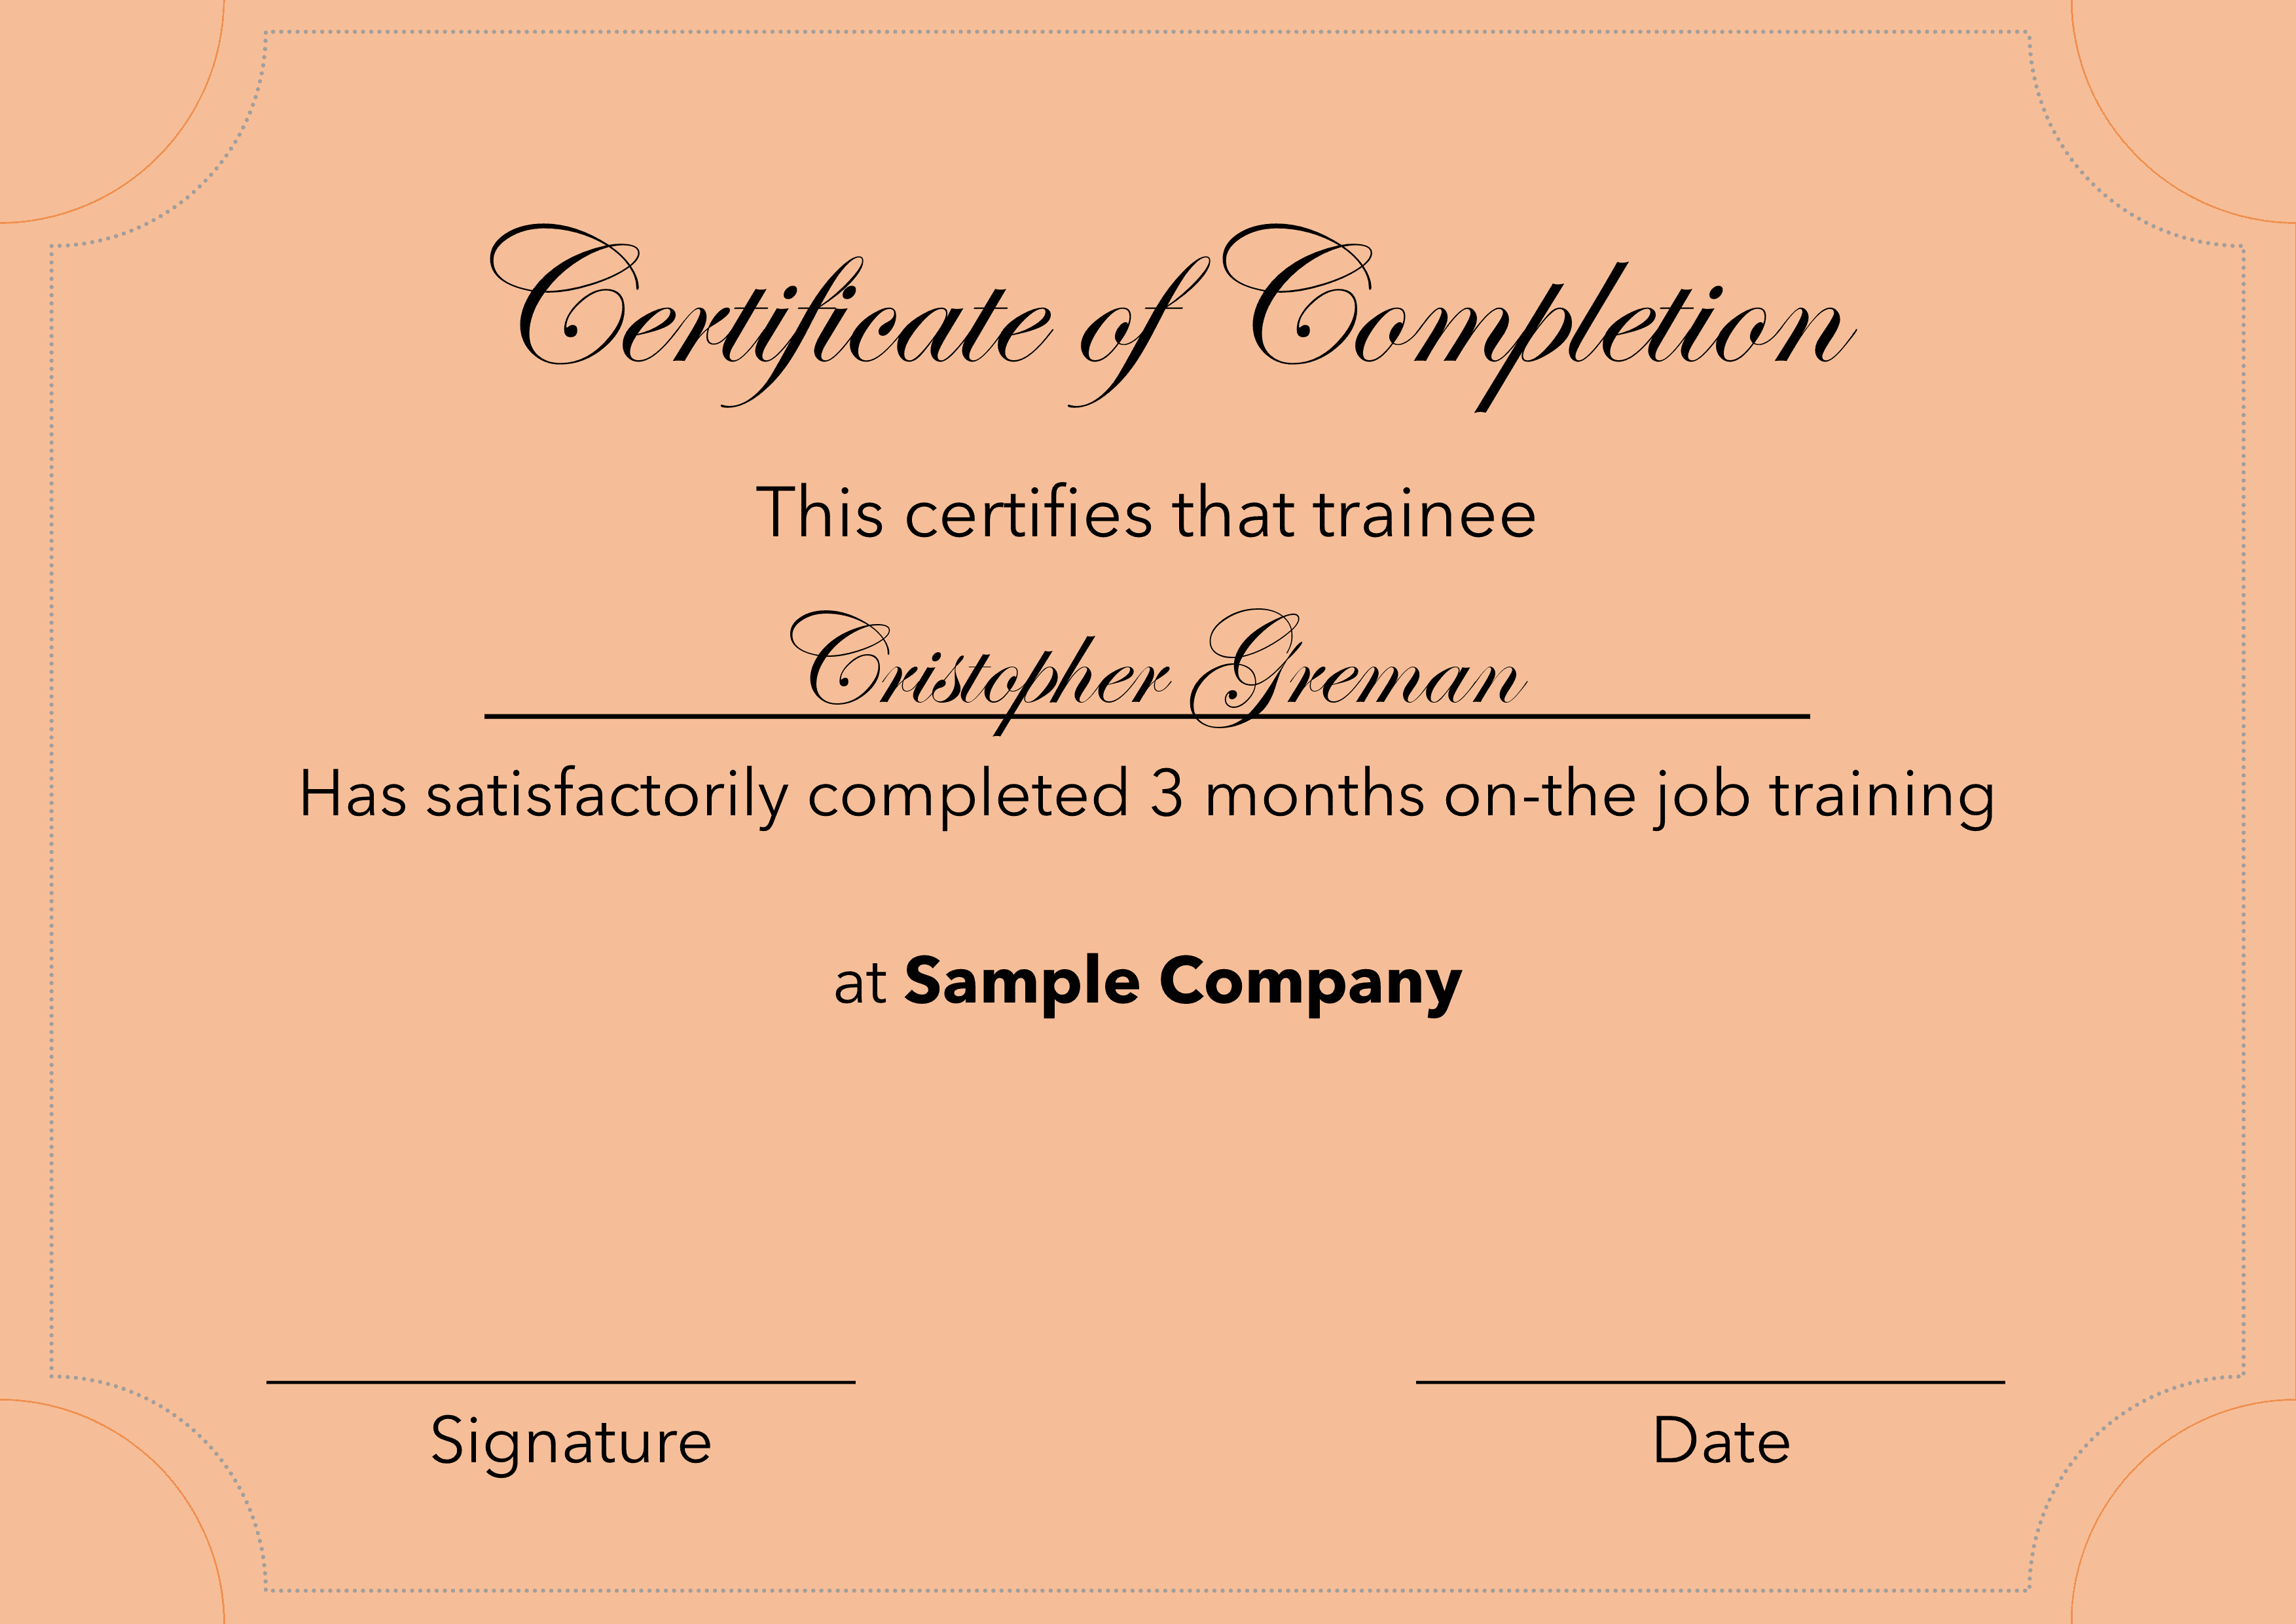 Certificate of Completion
This certifies that trainee
Cristopher Greman
Has satisfactorily completed 3 months on-the job training
at Sample Company
Signature
Date